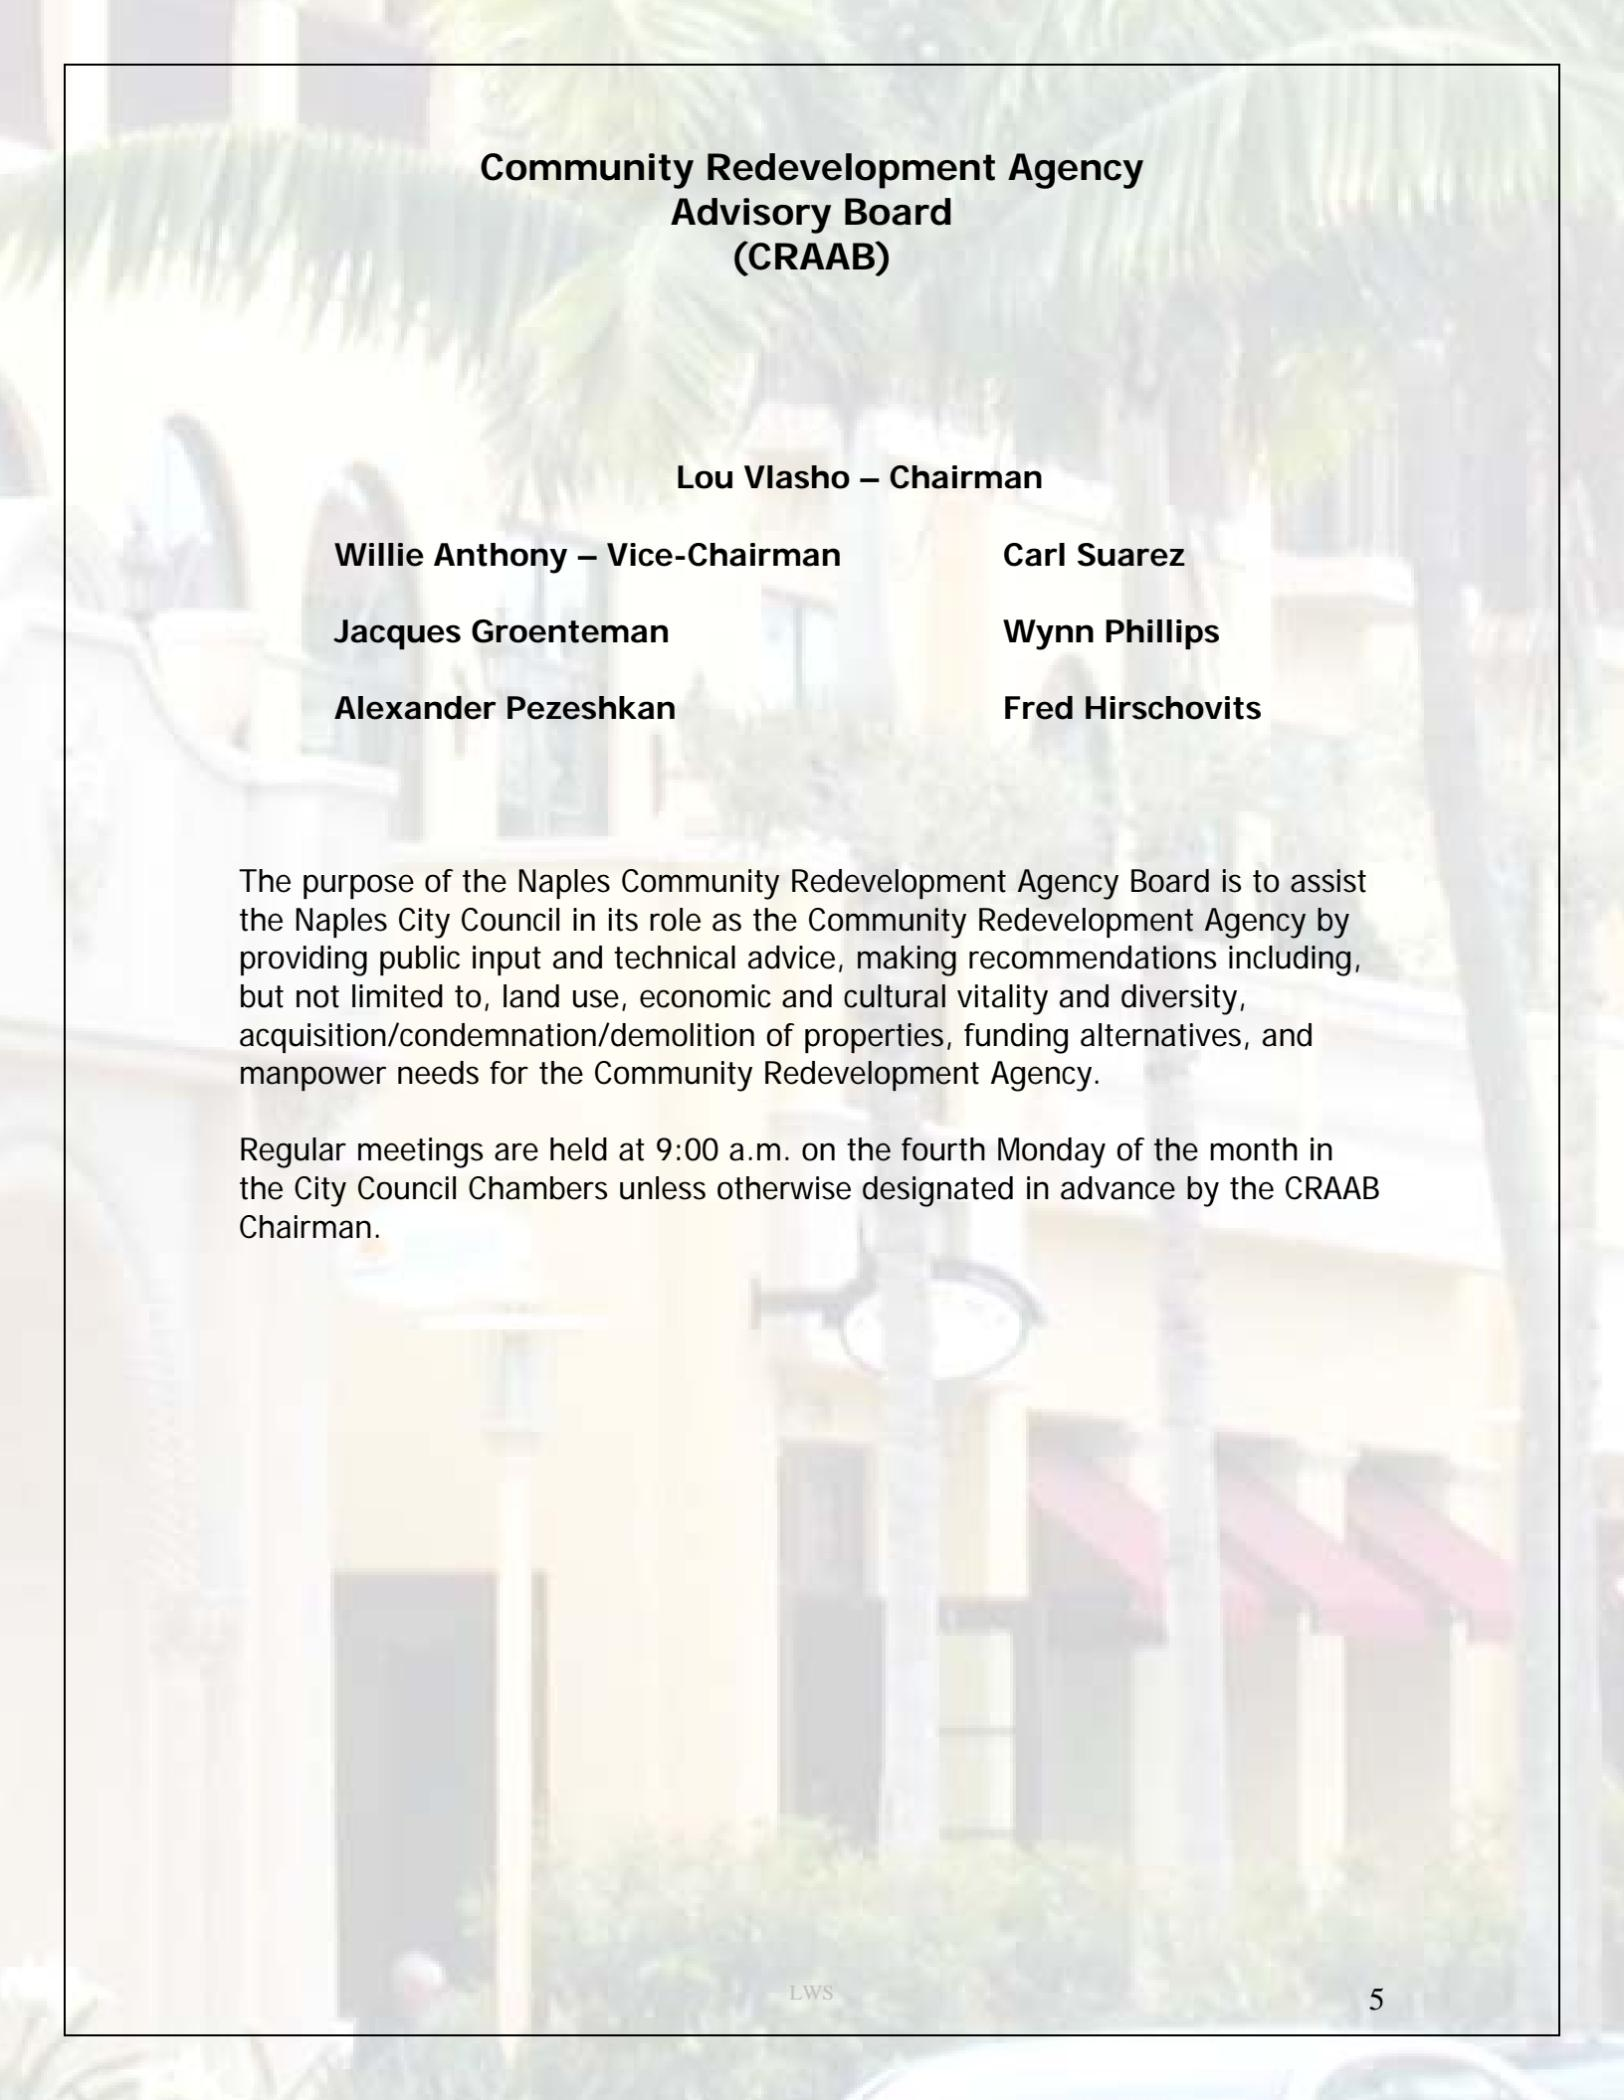 Community Redevelopment Agency
Advisory Board
(CRAAB)
Lou Vlasho – Chairman
Willie Anthony – Vice-Chairman Carl Suarez
Jacques Groenteman Wynn Phillips
Alexander Pezeshkan Fred Hirschovits
The purpose of the Naples Community Redevelopment Agency Board is to assist
the Naples City Council in its role as the Community Redevelopment Agency by
providing public input and technical advice, making recommendations including,
but not limited to, land use, economic and cultural vitality and diversity,
acquisition/condemnation/demolition of properties, funding alternatives, and
manpower needs for the Community Redevelopment Agency.
Regular meetings are held at 9:00 a.m. on the fourth Monday of the month in
the City Council Chambers unless otherwise designated in advance by the CRAAB
Chairman.
LWS
5